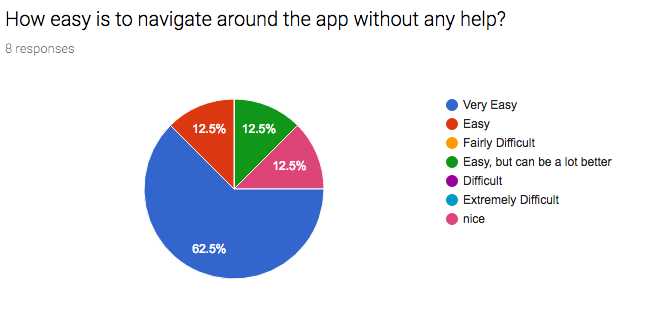 How easy is to navigate around the app without any help?
8 responses
12.5%
12.5%
12.5%
62.5%
Very Easy
Easy
Fairly Difficult
Easy, but can be a lot better
Difficult
Extremely Difficult
nice